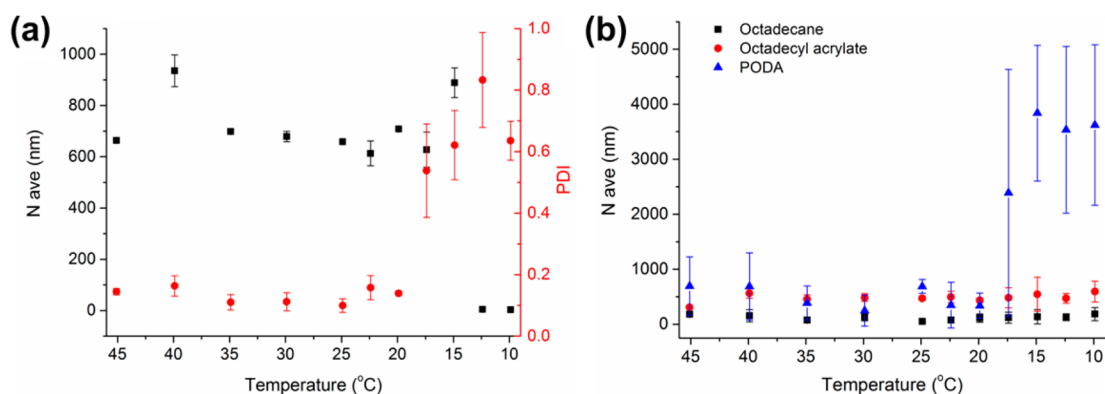 (a)
1000
800
600
400
200
0
N ave (nm)
1.0
0.8
0.6
0.4
0.2
0.0
PDI
45 40 35 30 25 20 15 10
Temperature (°C)
(b)
Octadecane
Octadecyl acrylate
PODA
5000
4000
3000
2000
1000
0
N ave (nm)
45 40 35 30 25 20 15 10
Temperature (°C)